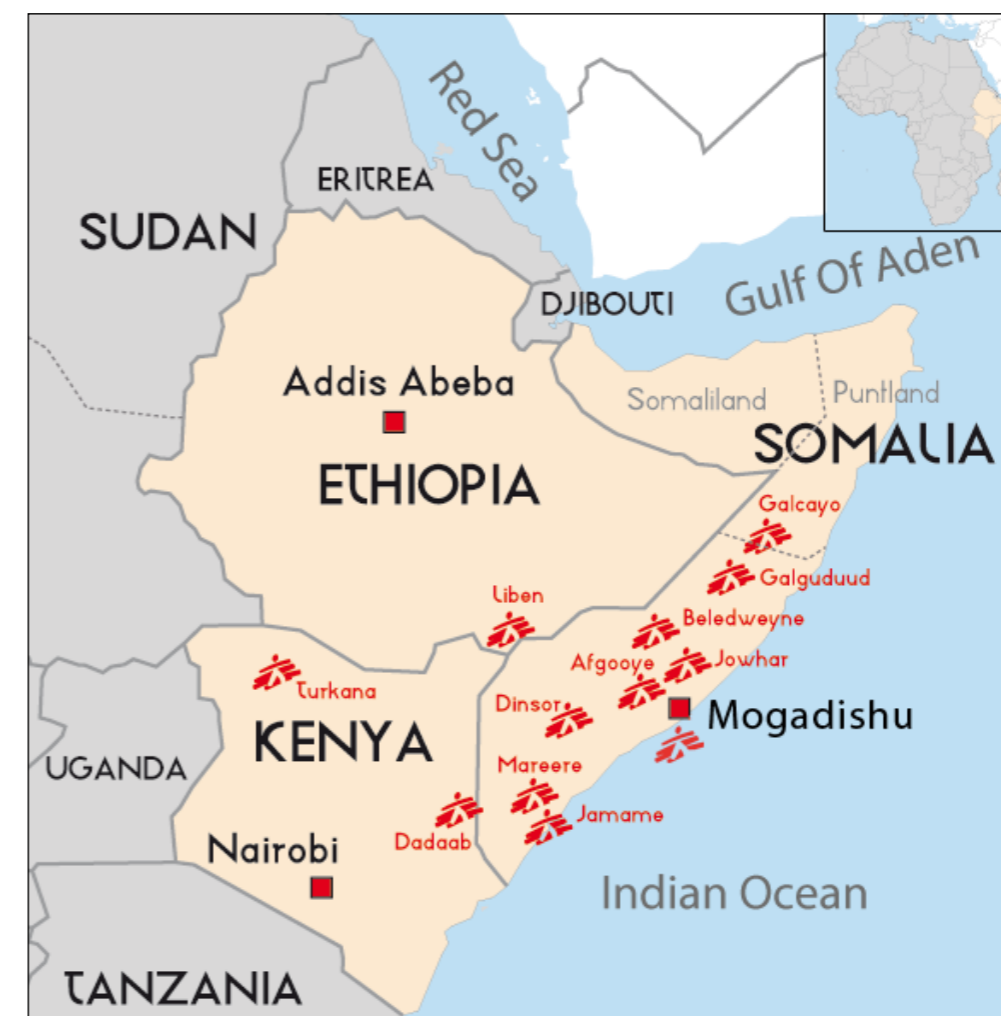 Red Sea
ERITREA
SUDAN
Gulf Of Aden
DJIBOUTI
Addis Abeba
Somaliland
Puntland
SOMALIA
ETHIOPIA
Galcayo
Galguduud
Liben
Beledweyne
Afgooye
Jowhar
Turkana
Dinsor
Mogadishu
KENYA
UGANDA
Mareere
Jamame
Dadaab
Nairobi
Indian Ocean
TANZANIA